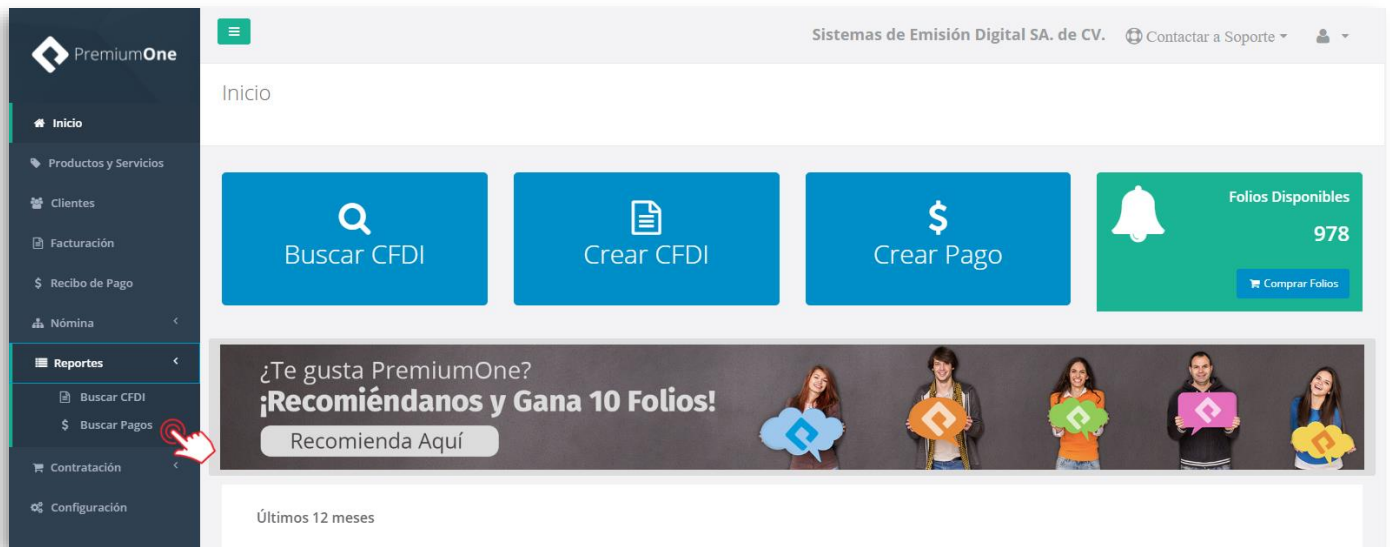 PremiumOne
Sistemas de Emisión Digital SA. de CV.
Contactar a Soporte
Inicio
Inicio
Productos y Servicios
Clientes
Facturación
$ Recibo de Pago
Nómina
Reportes
Buscar CFDI
$ Buscar Pagos
Contratación
Configuración
Buscar CFDI
Crear CFDI
$
Crear Pago
Folios Disponibles
978
Comprar Folios
¿Te gusta PremiumOne?
¡Recomiéndanos y Gana 10 Folios!
Recomienda Aquí
Últimos 12 meses